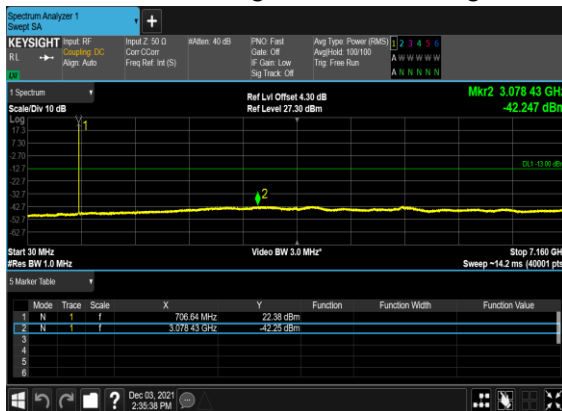 Spectrum Analyzer 1
Swept SA
KEYSIGHT
RL
Input: RF
Coupling: DC
Align: Auto
Input Z: 50 Ω
Corr CCorr
Freq Ref: Int (S)
#Atten: 40 dB
PNO: Fast
Gate: Off
IF Gain: Low
Sig Track: Off
Avg Type: Power (RMS)
Avg|Hold: 100/100
Trig: Free Run
1 2 3 4 5 6
A W W W W W
A N N N N N
1 Spectrum
Scale/Div 10 dB
Ref Lvl Offset 4.30 dB
Ref Level 27.30 dBm
Mkr2 3.078 43 GHz
-42.247 dBm
Log
17.3
7.30
-2.70
-12.7
-22.7
-32.7
-42.7
-52.7
-62.7
1
2
DL1 -13.00 dBm
Start 30 MHz
#Res BW 1.0 MHz
Video BW 3.0 MHz*
Stop 7.160 GHz
Sweep ~14.2 ms (40001 pts)
5 Marker Table
Mode Trace Scale X Y Function Function Width Function Value
1 N 1 f 706.64 MHz 22.38 dBm
2 N 1 f 3.078 43 GHz -42.25 dBm
3
4
5
6
?
Dec 03, 2021
2:35:38 PM